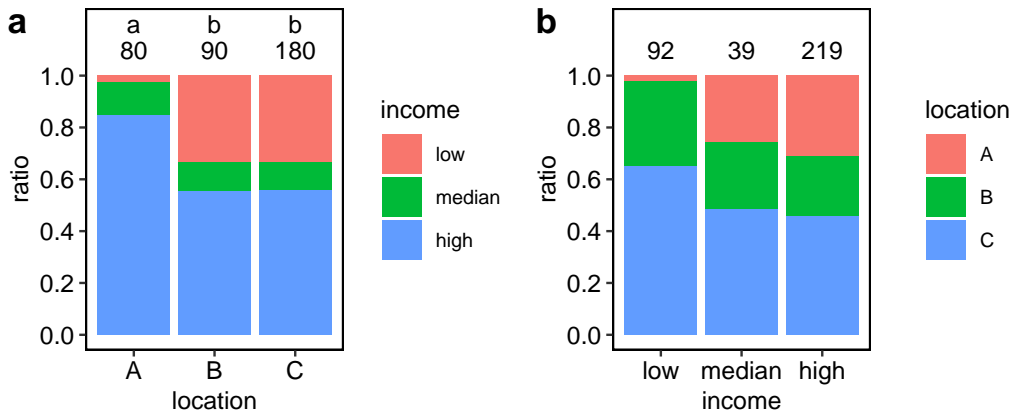 a
a b b
80 90 180
1.0
0.8
0.6
0.4
0.2
0.0
ratio
A B C
location
income
low
median
high
b
92 39 219
1.0
0.8
0.6
0.4
0.2
0.0
ratio
low median high
income
location
A
B
C